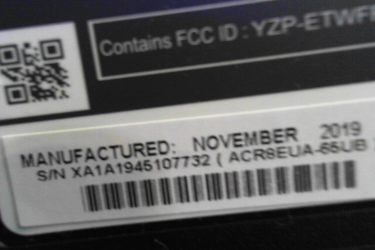 Contains FCC ID : YZP-ETWF
MANUFACTURED: NOVEMBER 2019
S/N XA1A1945107732 ( ACR8EUA-65UB